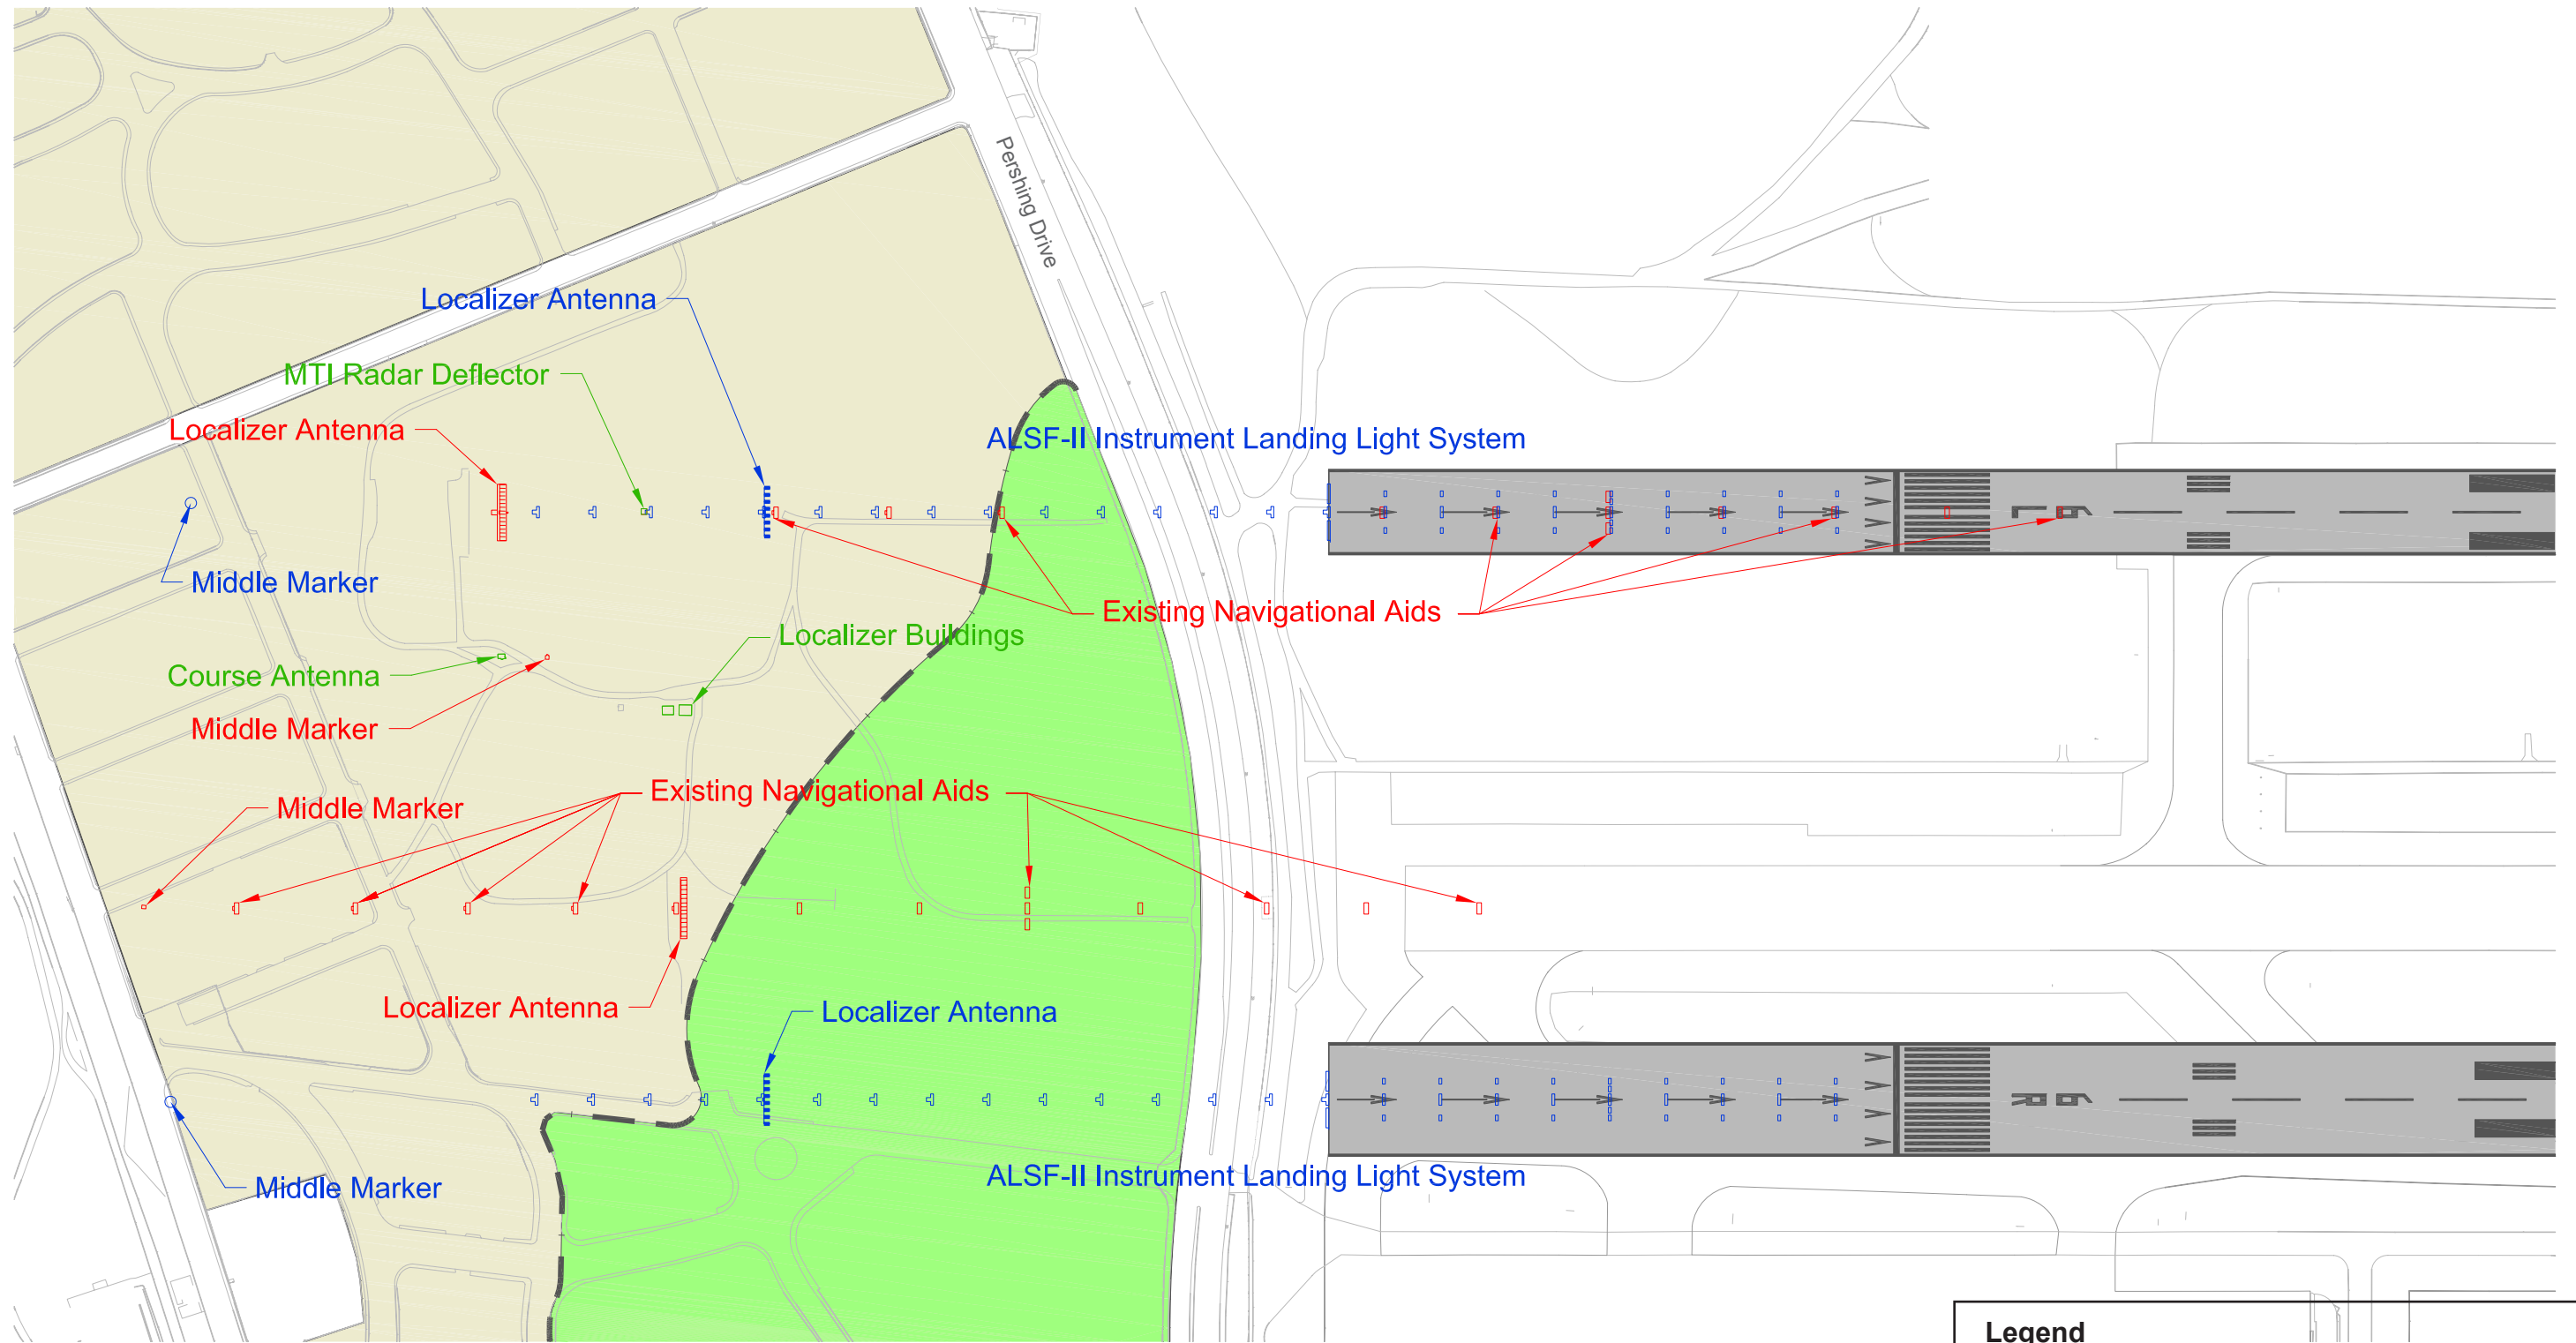 Pershing Drive
Localizer Antenna
MTI Radar Deflector
Localizer Antenna
ALSF-II Instrument Landing Light System
Middle Marker
Existing Navigational Aids
Localizer Buildings
Course Antenna
Middle Marker
Existing Navigational Aids
Middle Marker
Localizer Antenna
Localizer Antenna
ALSF-II Instrument Landing Light System
Middle Marker
Legend